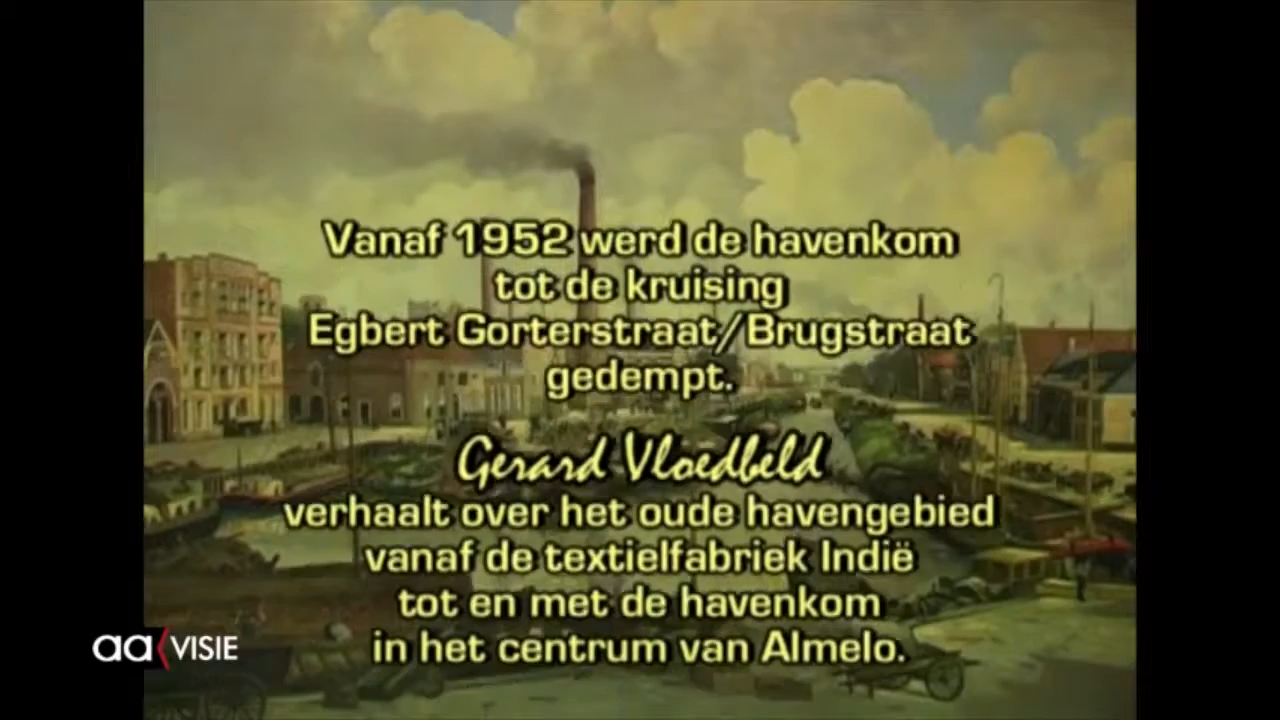 Vanaf 1952 werd de havenkom
tot de kruising
Egbert Gorterstraat/Brugstraat
gedempt.
Gerard Vloedbeld
verhaalt over het oude havengebied
vanaf de textielfabriek Indië
tot en met de havenkom
in het centrum van Almelo.
aa VISIE